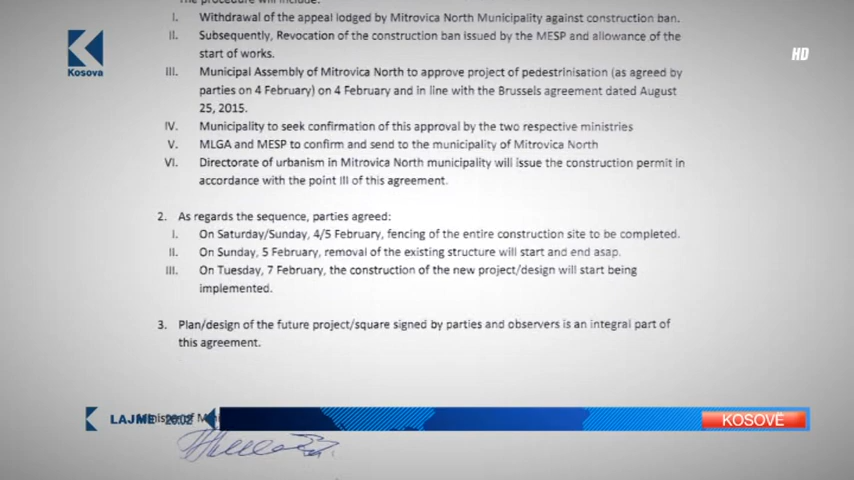 The procedure will include:
I. Withdrawal of the appeal lodged by Mitrovica North Municipality against construction ban.
II. Subsequently, Revocation of the construction ban issued by the MESP and allowance of the
start of works.
III. Municipal Assembly of Mitrovica North to approve project of pedestrinisation (as agreed by
parties on 4 February) on 4 February and in line with the Brussels agreement dated August
25, 2015.
IV. Municipality to seek confirmation of this approval by the two respective ministries
V. MLGA and MESP to confirm and send to the municipality of Mitrovica North
VI. Directorate of urbanism in Mitrovica North municipality will issue the construction permit in
accordance with the point III of this agreement.
2. As regards the sequence, parties agreed:
I. On Saturday/Sunday, 4/5 February, fencing of the entire construction site to be completed.
II. On Sunday, 5 February, removal of the existing structure will start and end asap.
III. On Tuesday, 7 February, the construction of the new project/design will start being
implemented.
3. Plan/design of the future project/square signed by parties and observers is an integral part of
this agreement.
Kosova
HD
LAJME 20:02
KOSOVË